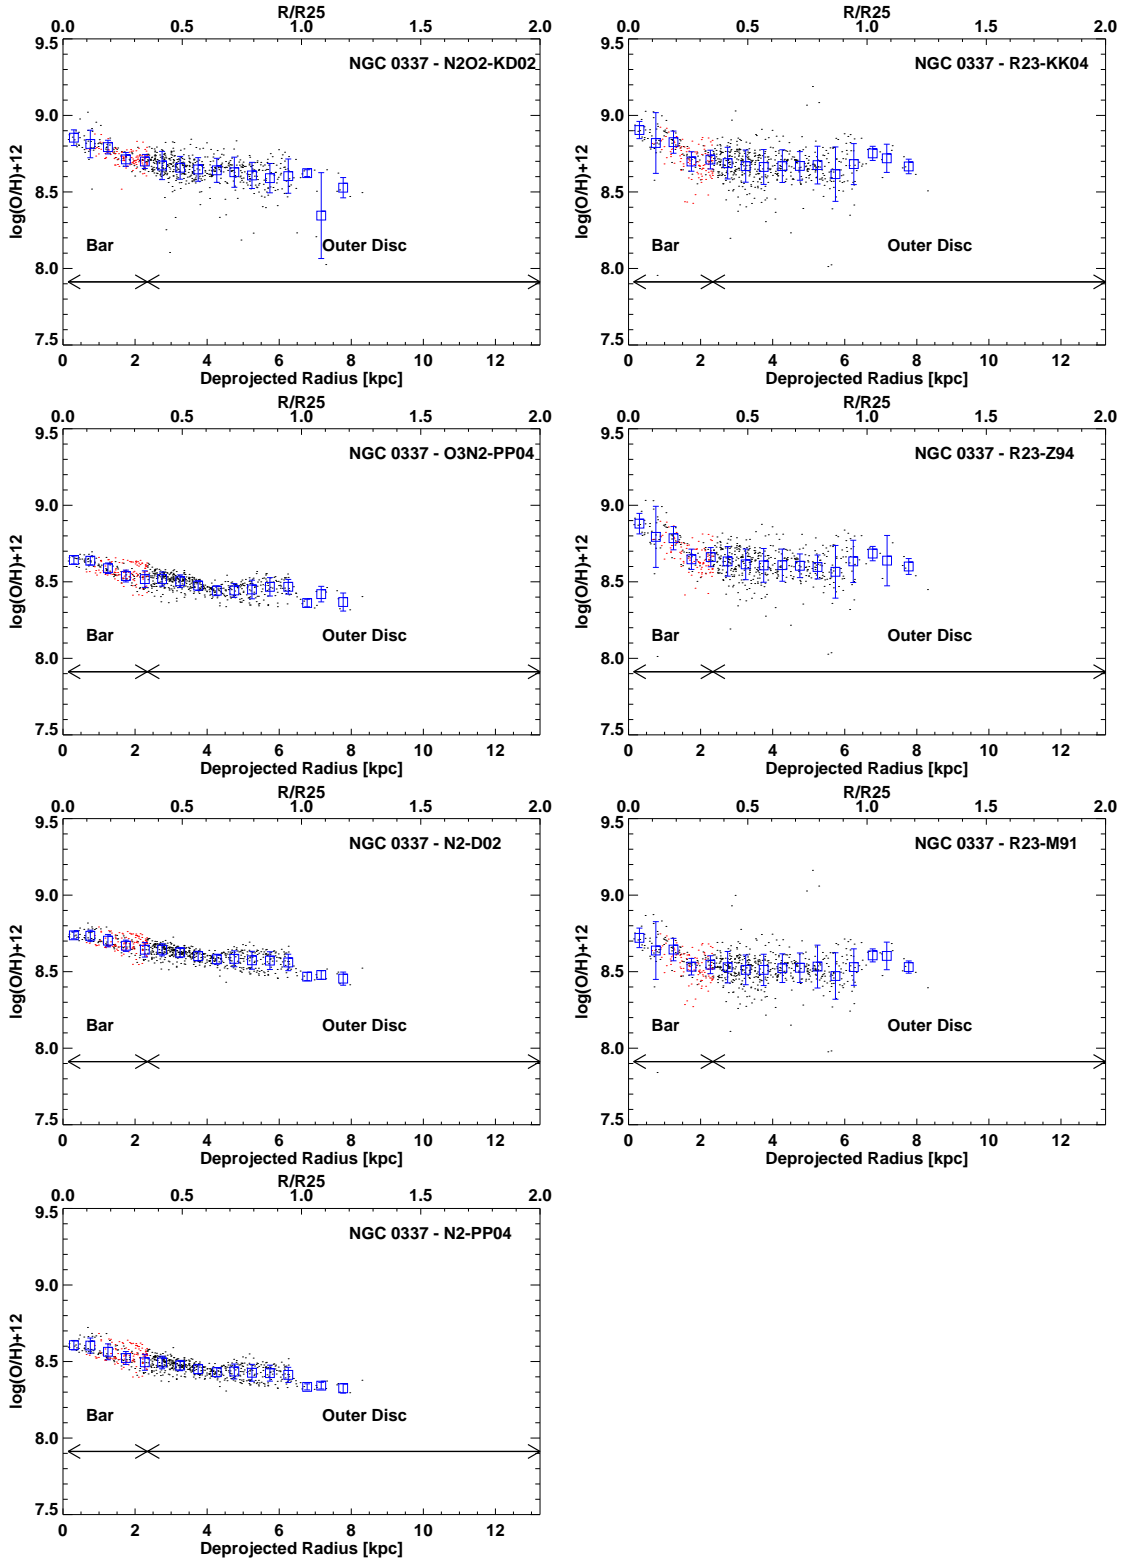 R/R25
0.0 0.5 1.0 1.5 2.0
NGC 0337 - N2O2-KD02
9.5
9.0
8.5
8.0
7.5
log(O/H)+12
Bar Outer Disc
0 2 4 6 8 10 12
Deprojected Radius [kpc]
R/R25
0.0 0.5 1.0 1.5 2.0
NGC 0337 - R23-KK04
9.5
9.0
8.5
8.0
7.5
log(O/H)+12
Bar Outer Disc
0 2 4 6 8 10 12
Deprojected Radius [kpc]
R/R25
0.0 0.5 1.0 1.5 2.0
NGC 0337 - O3N2-PP04
9.5
9.0
8.5
8.0
7.5
log(O/H)+12
Bar Outer Disc
0 2 4 6 8 10 12
Deprojected Radius [kpc]
R/R25
0.0 0.5 1.0 1.5 2.0
NGC 0337 - R23-Z94
9.5
9.0
8.5
8.0
7.5
log(O/H)+12
Bar Outer Disc
0 2 4 6 8 10 12
Deprojected Radius [kpc]
R/R25
0.0 0.5 1.0 1.5 2.0
NGC 0337 - N2-D02
9.5
9.0
8.5
8.0
7.5
log(O/H)+12
Bar Outer Disc
0 2 4 6 8 10 12
Deprojected Radius [kpc]
R/R25
0.0 0.5 1.0 1.5 2.0
NGC 0337 - R23-M91
9.5
9.0
8.5
8.0
7.5
log(O/H)+12
Bar Outer Disc
0 2 4 6 8 10 12
Deprojected Radius [kpc]
R/R25
0.0 0.5 1.0 1.5 2.0
NGC 0337 - N2-PP04
9.5
9.0
8.5
8.0
7.5
log(O/H)+12
Bar Outer Disc
0 2 4 6 8 10 12
Deprojected Radius [kpc]